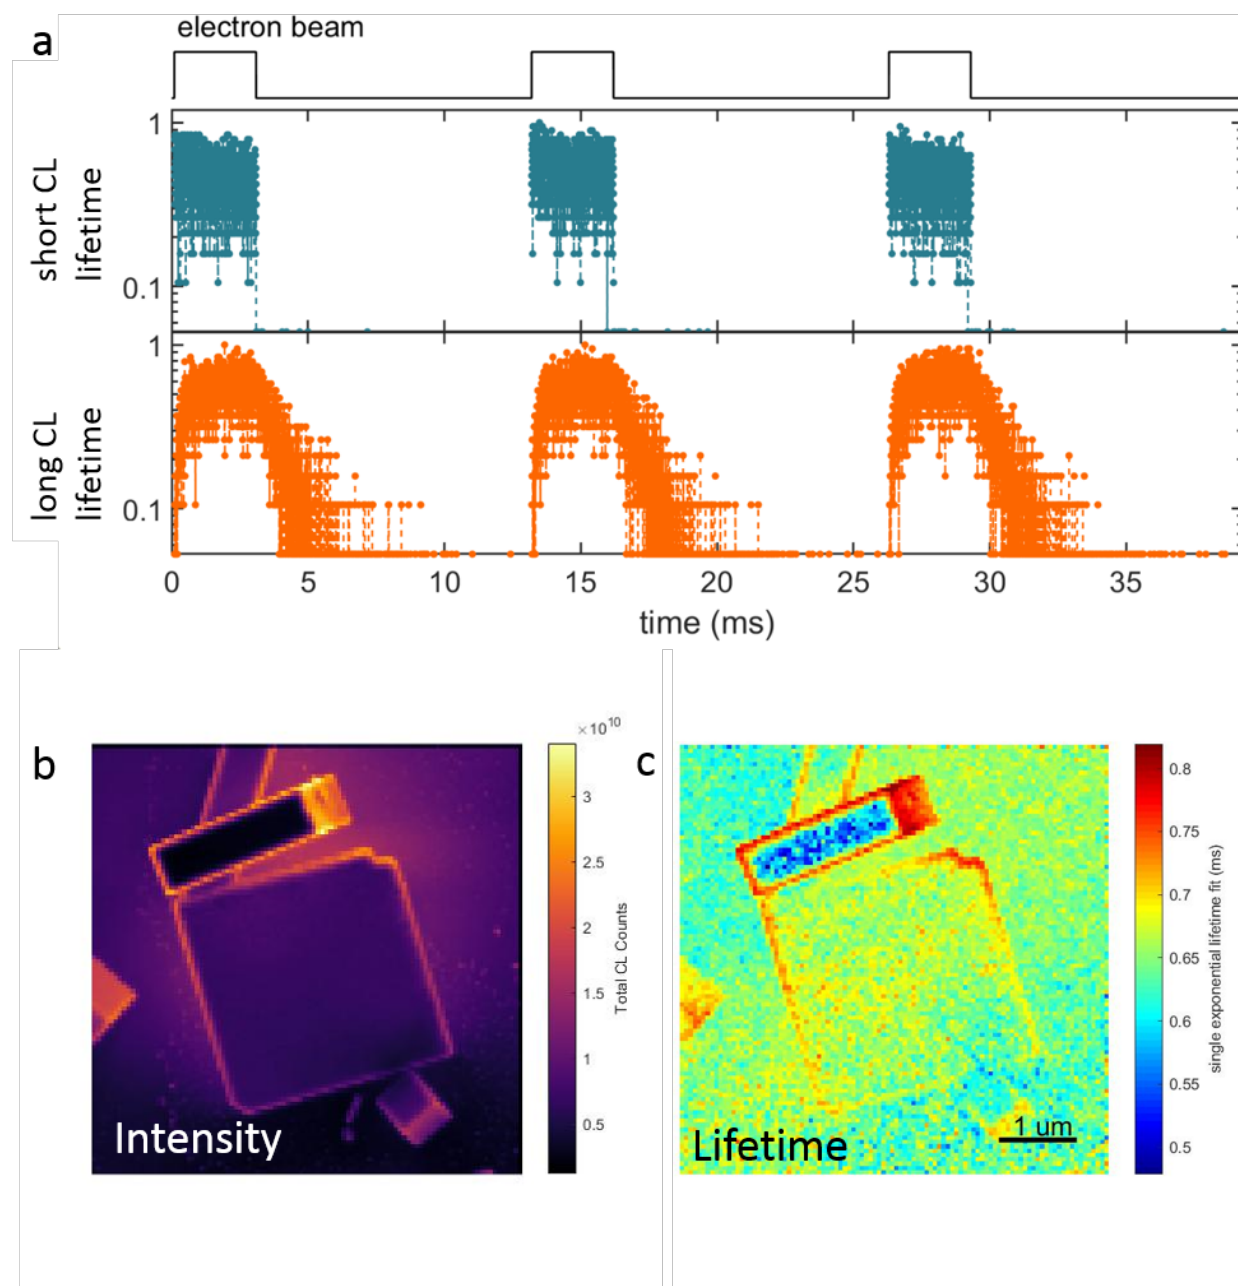 a
electron beam
short CL
lifetime
1
0.1
long CL
lifetime
1
0.1
0 5 10 15 20 25 30 35
time (ms)
b
Intensity
×10^10
3
2.5
2
1.5
1
0.5
Total CL Counts
c
Lifetime
1 um
0.8
0.75
0.7
0.65
0.6
0.55
0.5
single exponential lifetime fit (ms)